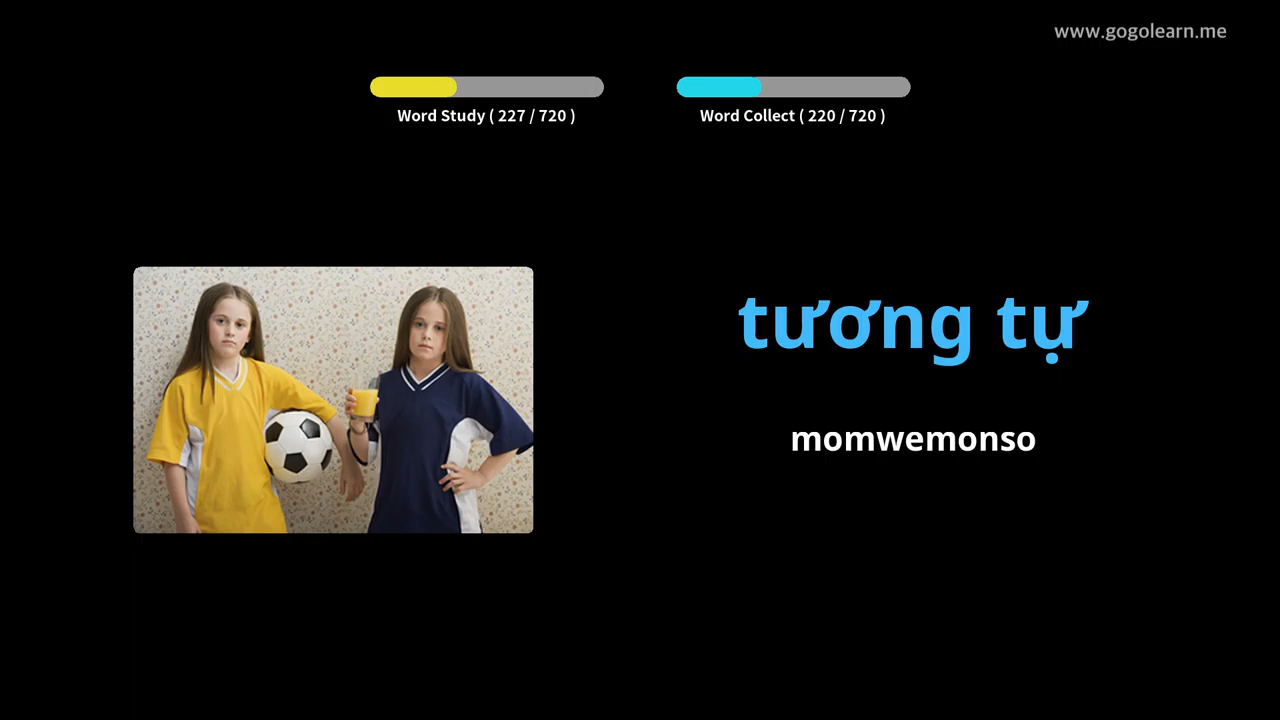 www.gogolearn.me
Word Study ( 227 / 720 )
Word Collect ( 220 / 720 )
tương tự
momwemonso